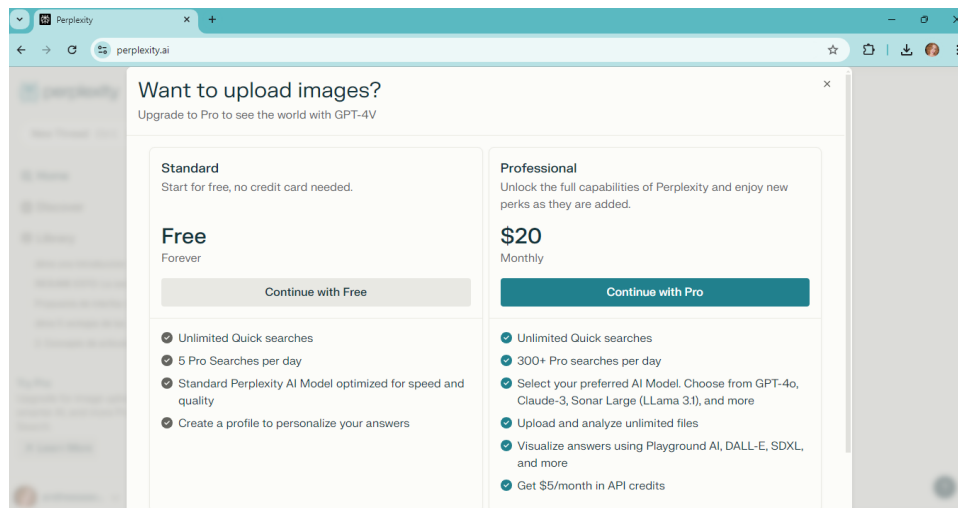 Perplexity
perplexity.ai
perplexity
Want to upload images?
Upgrade to Pro to see the world with GPT-4V
Standard
Start for free, no credit card needed.
Free
Forever
Continue with Free
Unlimited Quick searches
5 Pro Searches per day
Standard Perplexity AI Model optimized for speed and
quality
Create a profile to personalize your answers
Professional
Unlock the full capabilities of Perplexity and enjoy new
perks as they are added.
$20
Monthly
Continue with Pro
Unlimited Quick searches
300+ Pro searches per day
Select your preferred AI Model. Choose from GPT-4o,
Claude-3, Sonar Large (LLama 3.1), and more
Upload and analyze unlimited files
Visualize answers using Playground AI, DALL-E, SDXL,
and more
Get $5/month in API credits